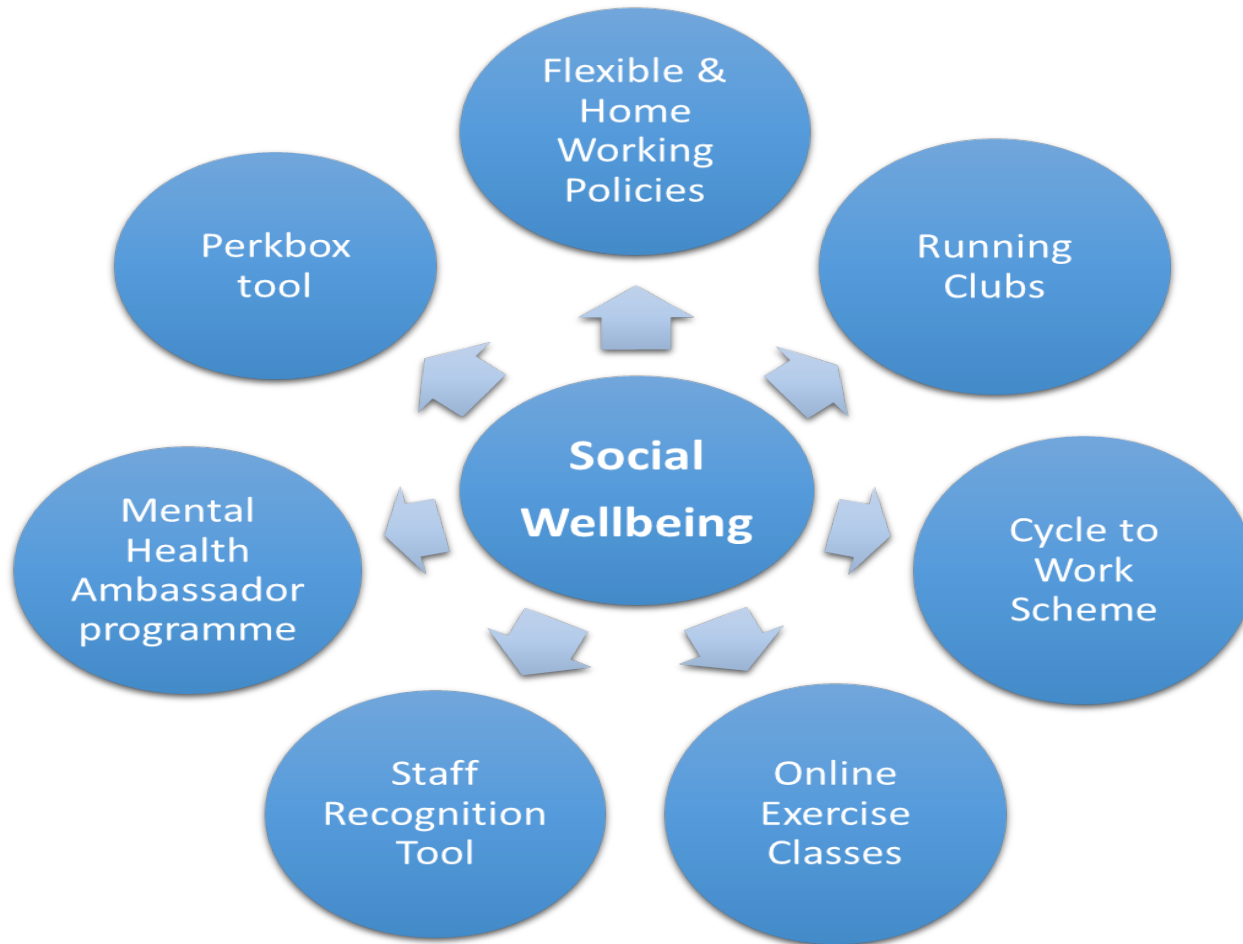 Flexible &
Home
Working
Policies
Running
Clubs
Cycle to
Work
Scheme
Online
Exercise
Classes
Staff
Recognition
Tool
Mental
Health
Ambassador
programme
Perkbox
tool
Social
Wellbeing